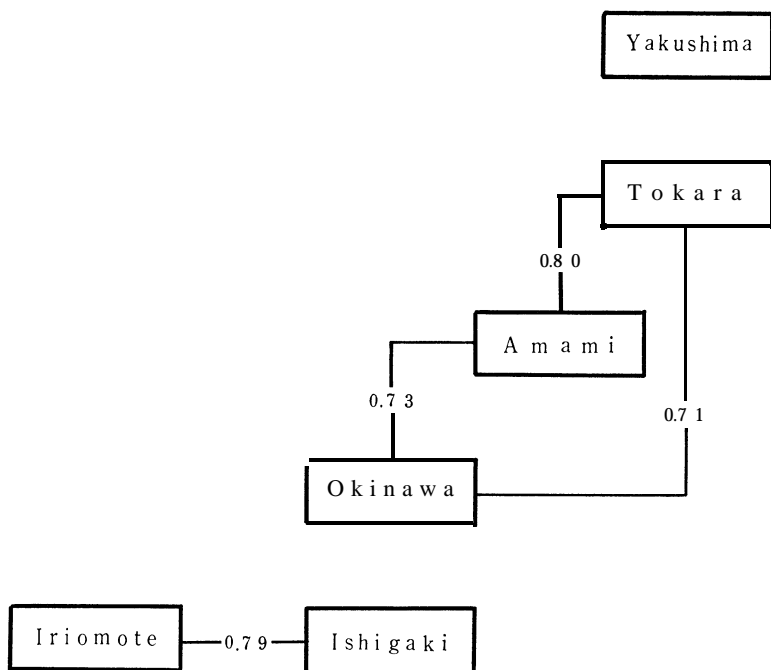 Yakushima
Tokara
0.80
Amami
0.73
0.71
Okinawa
Iriomote
0.79
Ishigaki